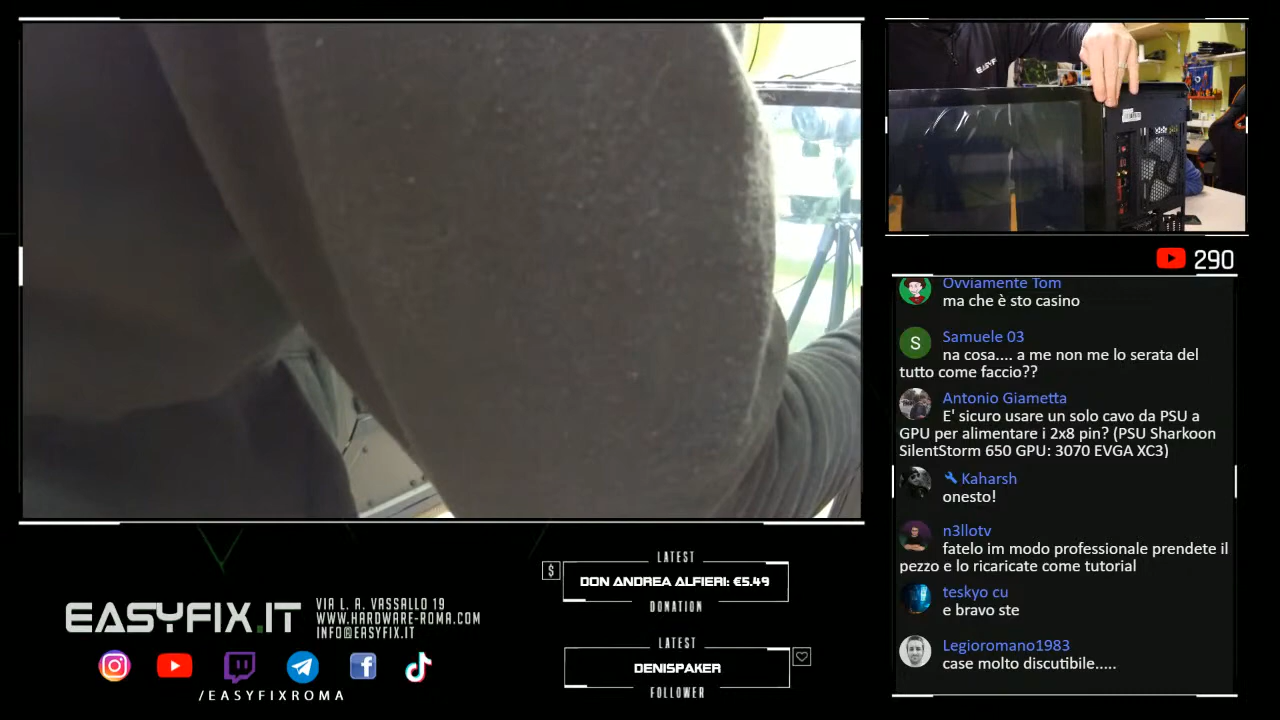 290
Ovviamente Tom
ma che è sto casino
S
Samuele 03
na cosa.... a me non me lo serata del
tutto come faccio??
Antonio Giametta
E' sicuro usare un solo cavo da PSU a
GPU per alimentare i 2x8 pin? (PSU Sharkoon
SilentStorm 650 GPU: 3070 EVGA XC3)
Kaharsh
onesto!
n3llotv
fatelo im modo professionale prendete il
pezzo e lo ricaricate come tutorial
teskyo cu
e bravo ste
Legioromano1983
case molto discutibile.....
LATEST
$
DON ANDREA ALFIERI: €5.49
DONATION
LATEST
DENISPAKER
FOLLOWER
EASYFIX.IT
VIA L. A. VASSALLO 19
WWW.HARDWARE-ROMA.COM
INFO@EASYFIX.IT
/EASYFIXROMA